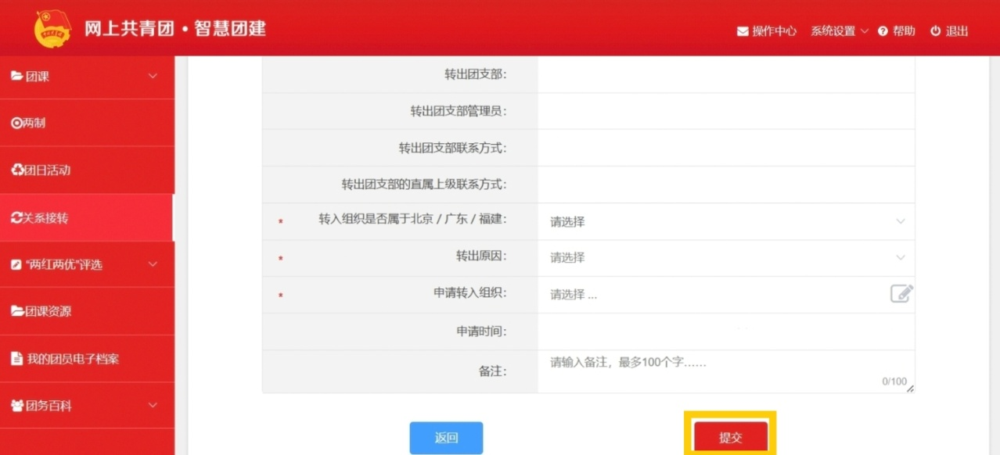 网上共青团·智慧团建
操作中心 系统设置 帮助 退出
团课
两制
团日活动
关系接转
“两红两优”评选
团课资源
我的团员电子档案
团务百科
转出团支部：
转出团支部管理员：
转出团支部联系方式：
转出团支部的直属上级联系方式：
* 转入组织是否属于北京 / 广东 / 福建： 请选择
* 转出原因： 请选择
* 申请转入组织： 请选择 ...
申请时间：
备注： 请输入备注，最多100个字……
0/100
返回 提交